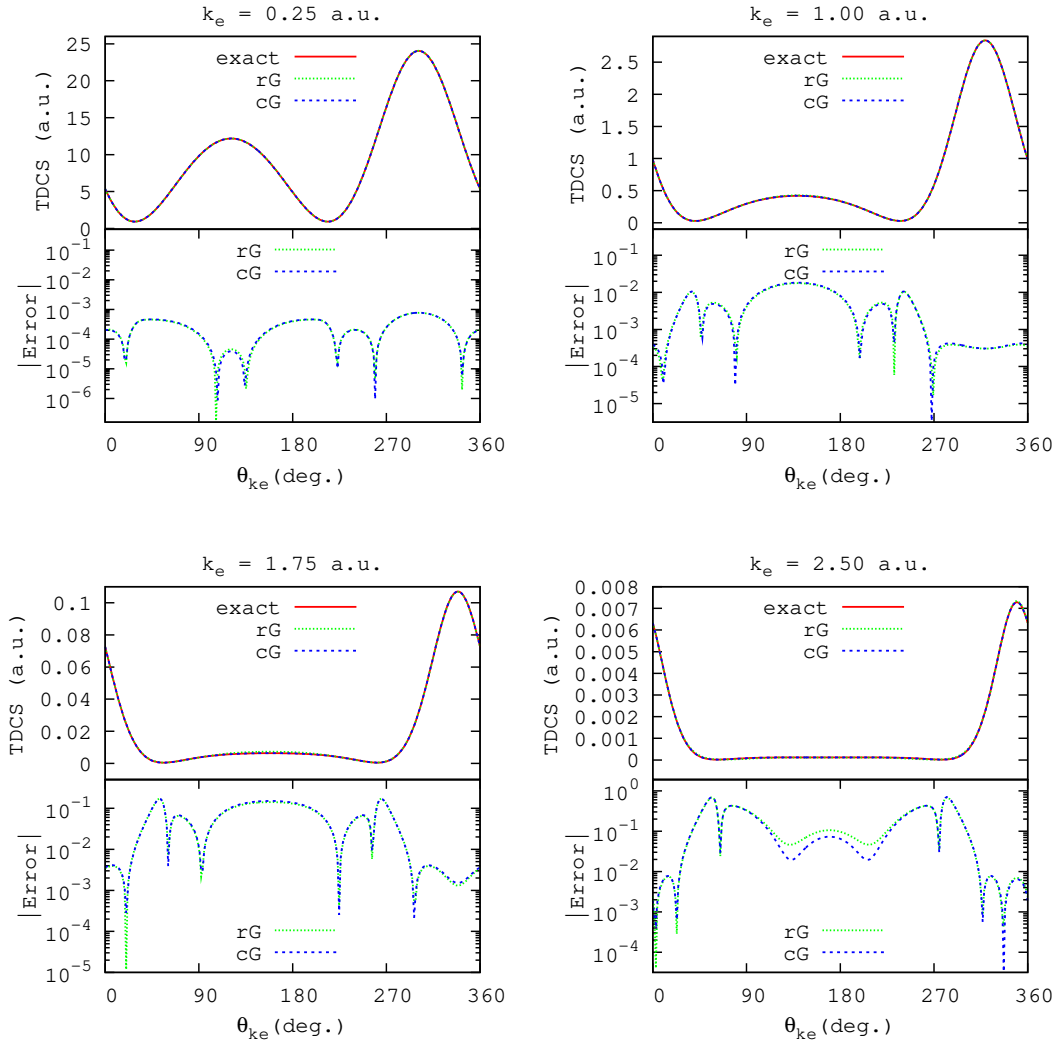 k_e = 0.25 a.u.
TDCS (a.u.)
25
20
15
10
5
0
exact
rG
cG
|Error|
10^-1
10^-2
10^-3
10^-4
10^-5
10^-6
rG
cG
0 90 180 270 360
θ_ke(deg.)
k_e = 1.00 a.u.
TDCS (a.u.)
2.5
2
1.5
1
0.5
0
exact
rG
cG
|Error|
10^-1
10^-2
10^-3
10^-4
10^-5
rG
cG
0 90 180 270 360
θ_ke(deg.)
k_e = 1.75 a.u.
TDCS (a.u.)
0.1
0.08
0.06
0.04
0.02
0
exact
rG
cG
|Error|
10^-1
10^-2
10^-3
10^-4
10^-5
rG
cG
0 90 180 270 360
θ_ke(deg.)
k_e = 2.50 a.u.
TDCS (a.u.)
0.008
0.007
0.006
0.005
0.004
0.003
0.002
0.001
0
exact
rG
cG
|Error|
10^0
10^-1
10^-2
10^-3
10^-4
rG
cG
0 90 180 270 360
θ_ke(deg.)